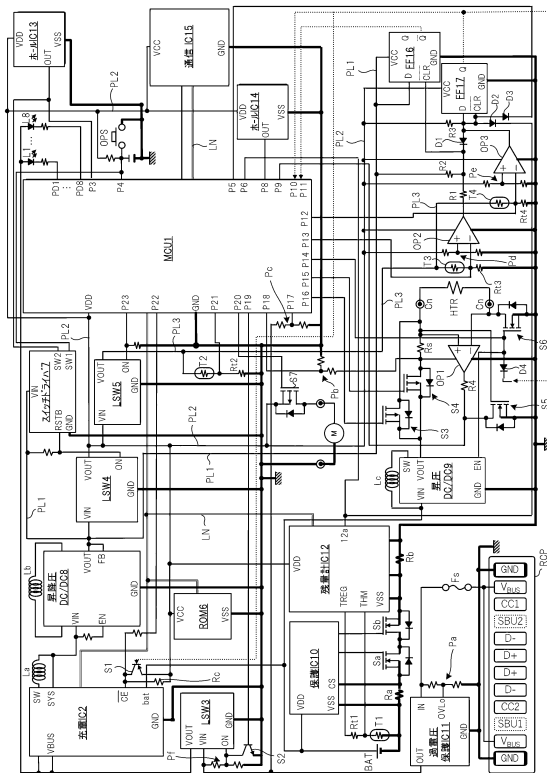 ホールIC13
VDD
OUT
VSS
通信IC15
VCC
GND
PL2
OPS
L8
L1
LN
ホールIC14
VDD
VSS
OUT
PL1
PL2
FF16
VCC
Q
Q
D
CLR
GND
FF17
VCC
Q
D
CLR
GND
D2
D3
D1
R3
R2
R1
OP3
Pe
T4
Rt4
PL3
OP2
Pd
T3
Rt3
MCU1
PD1
PD8
P3
P4
P5
P6
P8
P9
P10
P11
P12
P13
P14
P15
P16
P17
P18
P19
P20
P21
GND
P22
P23
VDD
Pc
PL3
HTR
Cn
Cn
Rs
OP1
R4
D4
S6
S5
S4
S3
PL2
PL3
T2
Rt2
S7
Pb
M
スイッチドライバ7
VIN
SW2
SW1
RSTB
GND
LSW5
ON
VOUT
VIN
GND
PL2
PL1
LSW4
VOUT
ON
VIN
GND
PL1
LN
昇圧DC/DC9
Lc
SW
VOUT
VIN
EN
GND
Lb
昇降圧DC/DC8
VOUT
FB
VIN
EN
GND
ROM6
VCC
VSS
残量計IC12
12a
VDD
TREG
THM
VSS
Rb
Sb
Sa
Ra
保護IC10
VDD
CS
VSS
Rt1
T1
BAT
La
S1
Rc
充電IC2
SW
SYS
CE
bat
VBUS
GND
LSW3
VOUT
VIN
ON
GND
Pf
S2
過電圧保護IC11
IN
OVLo
OUT
GND
Pa
Fs
RCP
GND
VBUS
CC1
SBU2
D-
D+
D+
D-
CC2
SBU1
VBUS
GND